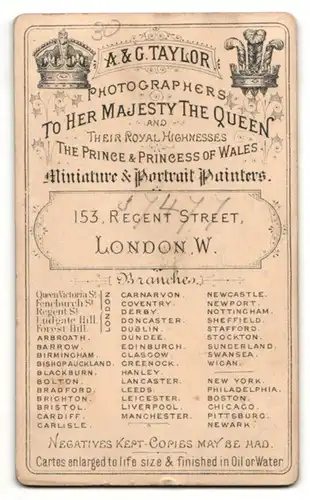 30
A. & G. TAYLOR
PHOTOGRAPHERS
TO HER MAJESTY THE QUEEN
AND
THEIR ROYAL HIGHNESSES
THE PRINCE & PRINCESS OF WALES.
Miniature & Portrait Painters.
153, REGENT STREET,
LONDON, W.
Branches.
Queen Victoria St.
Fenchurch St.
Regent St.
Ludgate Hill.
Forest Hill.
LONDON
ARBROATH.
BARROW.
BIRMINGHAM.
BISHOP AUCKLAND.
BLACKBURN.
BOLTON.
BRADFORD.
BRIGHTON.
BRISTOL.
CARDIFF.
CARLISLE.
CARNARVON.
COVENTRY.
DERBY.
DONCASTER
DUBLIN.
DUNDEE.
EDINBURGH.
GLASGOW
GREENOCK.
HANLEY
LANCASTER.
LEEDS
LEICESTER.
LIVERPOOL.
MANCHESTER.
NEWCASTLE.
NEWPORT.
NOTTINGHAM.
SHEFFIELD.
STAFFORD.
STOCKTON.
SUNDERLAND.
SWANSEA.
WIGAN.
NEW YORK.
PHILADELPHIA.
BOSTON.
CHICAGO.
PITTSBURG.
NEWARK.
NEGATIVES KEPT-COPIES MAY BE HAD.
Cartes enlarged to life size & finished in Oil or Water